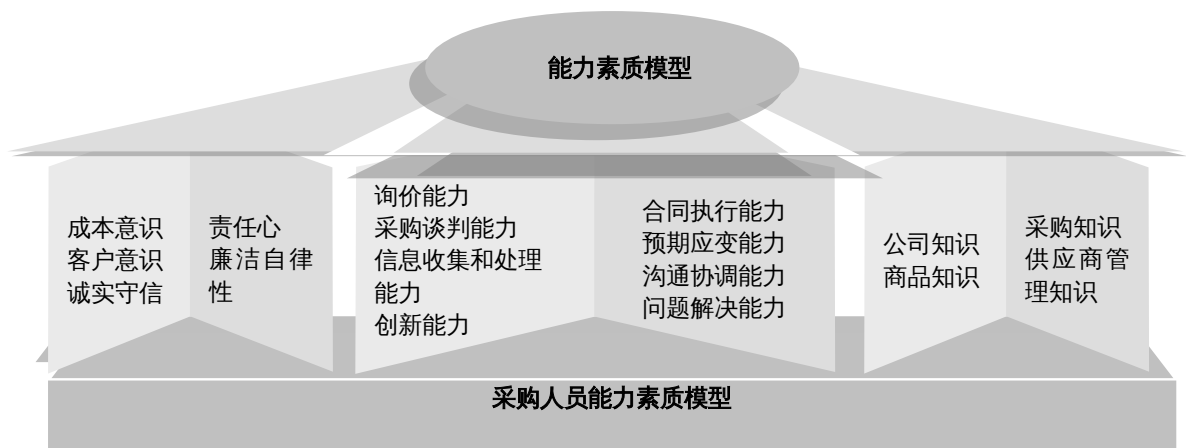 能力素质模型
成本意识
客户意识
诚实守信
责任心
廉洁自律
性
询价能力
采购谈判能力
信息收集和处理
能力
创新能力
合同执行能力
预期应变能力
沟通协调能力
问题解决能力
公司知识
商品知识
采购知识
供应商管
理知识
采购人员能力素质模型